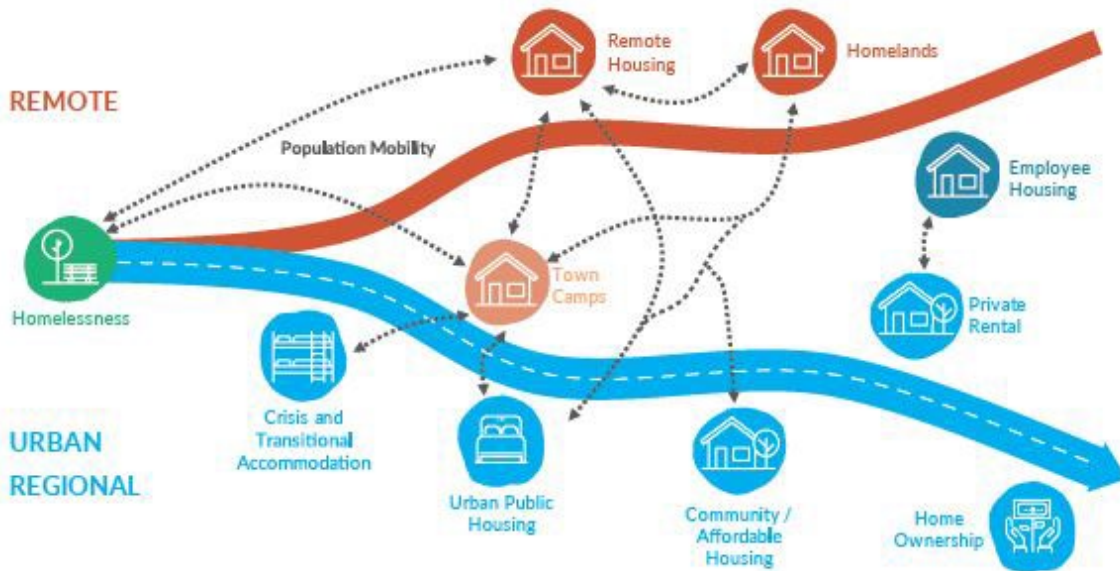 Remote
Housing
Homelands
REMOTE
Population Mobility
Employee
Housing
Town
Camps
Private
Rental
Homelessness
Crisis and
Transitional
Accommodation
URBAN
REGIONAL
Urban Public
Housing
Community /
Affordable
Housing
Home
Ownership